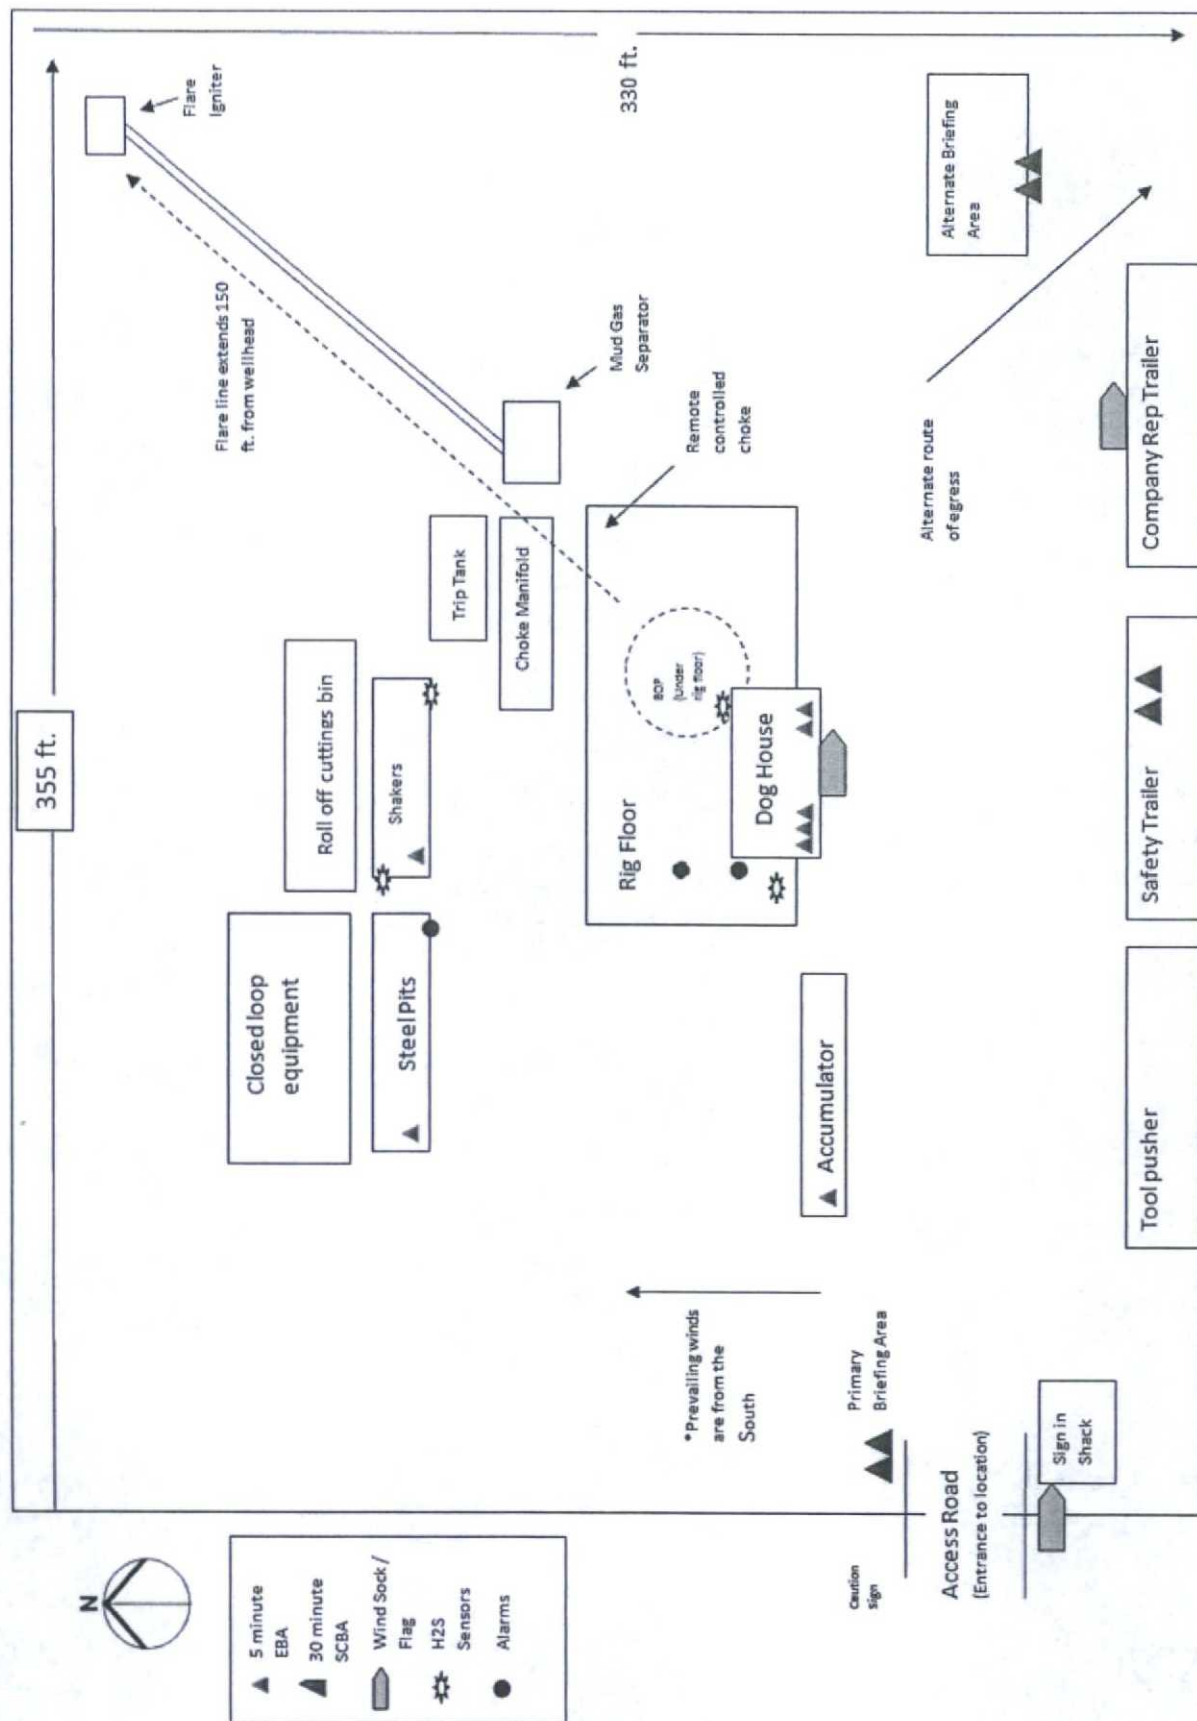 355 ft.
330 ft.
Flare
Igniter
Flare line extends 150
ft. from wellhead
Mud Gas
Separator
Remote
controlled
choke
Closed loop
equipment
Roll off cuttings bin
Steel Pits
Shakers
Trip Tank
Choke Manifold
Rig Floor
BOP
(Under
rig floor)
Dog House
Accumulator
*Prevailing winds
are from the
South
Primary
Briefing Area
Alternate Briefing
Area
Alternate route
of egress
Caution
sign
Access Road
(Entrance to location)
Sign in
Shack
Toolpusher
Safety Trailer
Company Rep Trailer
N
5 minute
EBA
30 minute
SCBA
Wind Sock /
Flag
H2S
Sensors
Alarms